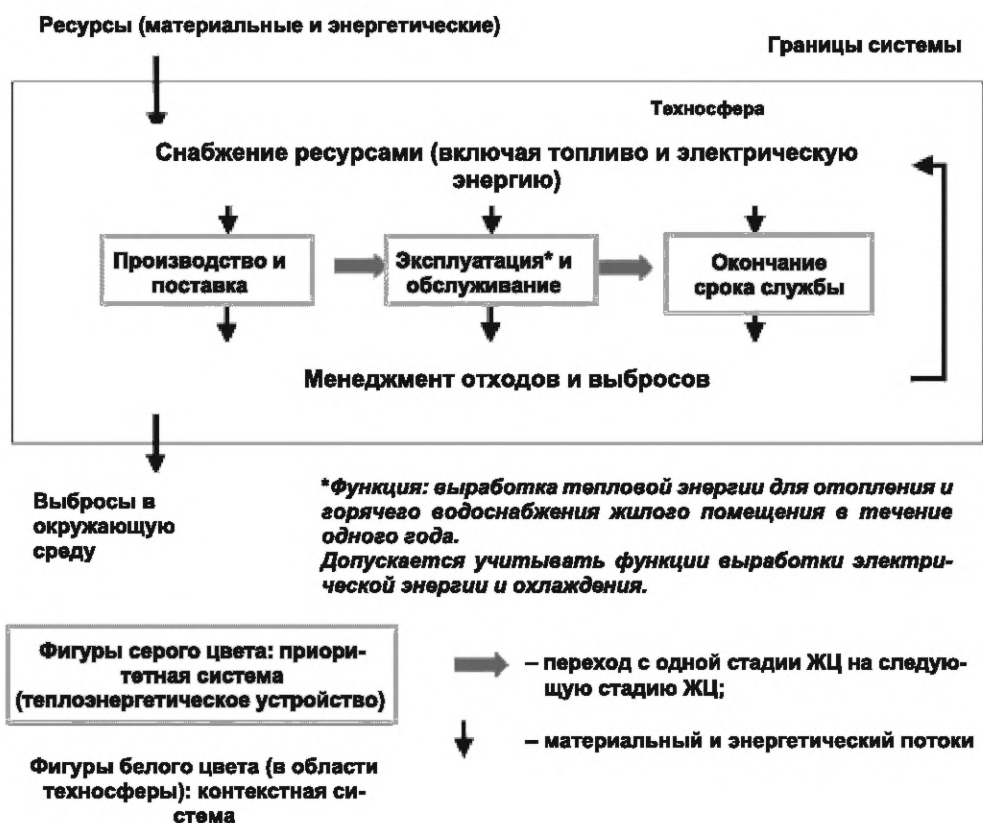 Ресурсы (материальные и энергетические)
Границы системы
Техносфера
Снабжение ресурсами (включая топливо и электрическую
энергию)
Производство и
поставка
Эксплуатация* и
обслуживание
Окончание
срока службы
Менеджмент отходов и выбросов
Выбросы в
окружающую
среду
*Функция: выработка тепловой энергии для отопления и
горячего водоснабжения жилого помещения в течение
одного года.
Допускается учитывать функции выработки электри-
ческой энергии и охлаждения.
Фигуры серого цвета: приори-
тетная система
(теплоэнергетическое устройство)
– переход с одной стадии ЖЦ на следую-
щую стадию ЖЦ;
– материальный и энергетический потоки
Фигуры белого цвета (в области
техносферы): контекстная си-
стема